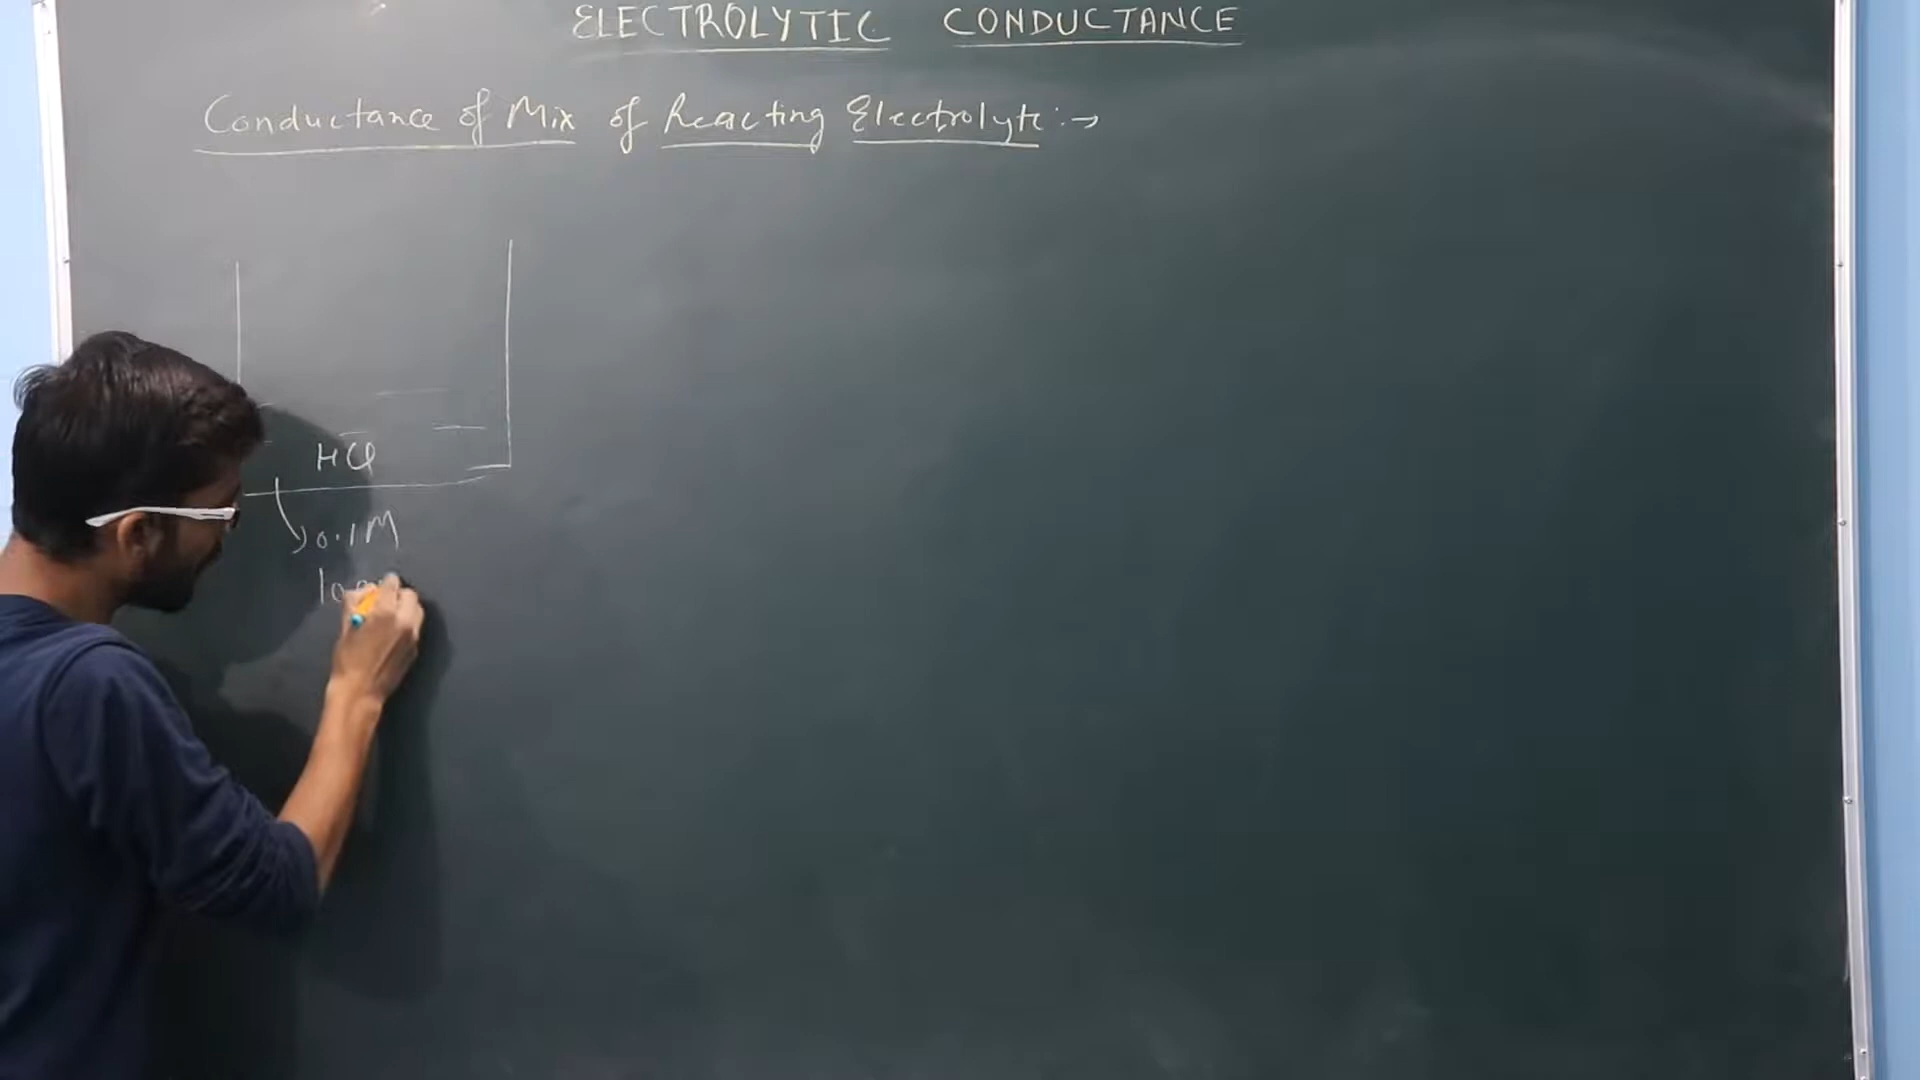 ELECTROLYTIC CONDUCTANCE
Conductance of Mix of Reacting Electrolyte :→
HCl
0.1M